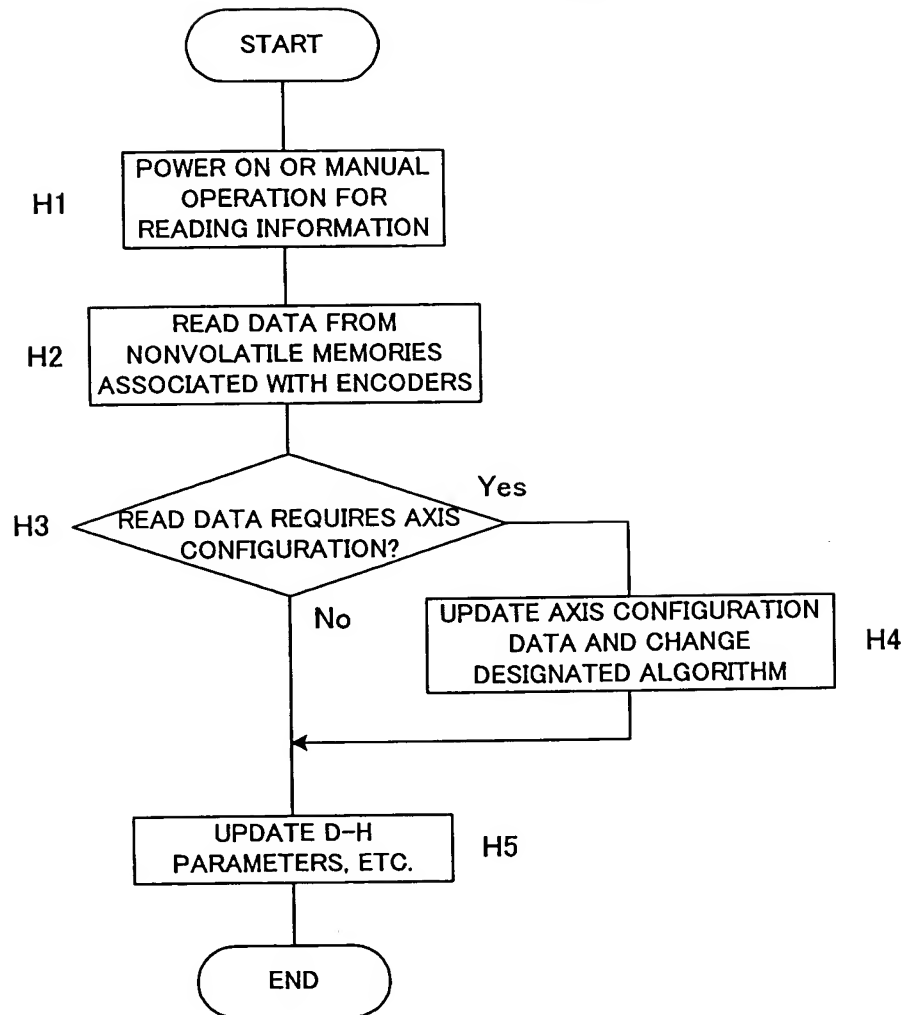 START
H1
POWER ON OR MANUAL
OPERATION FOR
READING INFORMATION
H2
READ DATA FROM
NONVOLATILE MEMORIES
ASSOCIATED WITH ENCODERS
Yes
H3
READ DATA REQUIRES AXIS
CONFIGURATION?
No
UPDATE AXIS CONFIGURATION
DATA AND CHANGE
DESIGNATED ALGORITHM
H4
UPDATE D-H
PARAMETERS, ETC.
H5
END